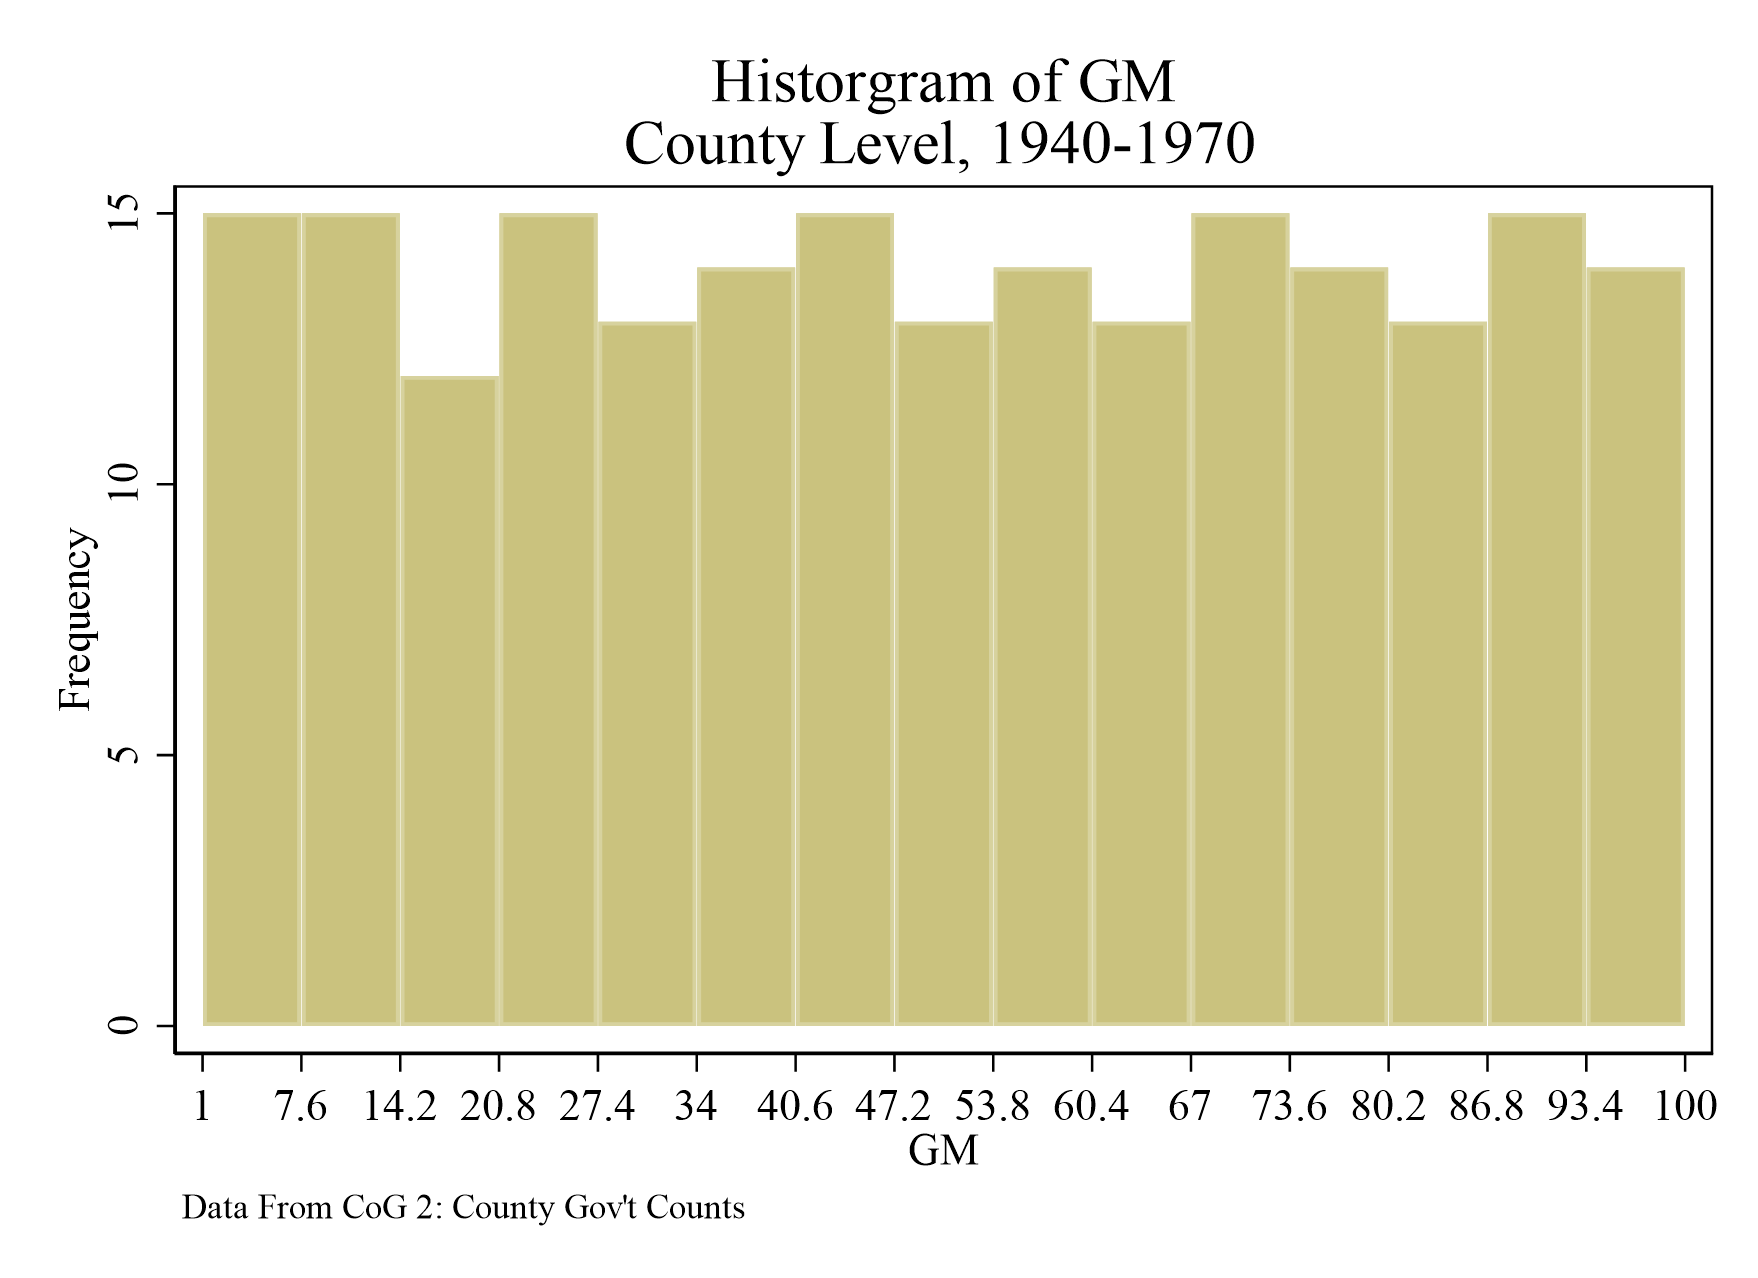 Historgram of GM
County Level, 1940-1970
Frequency
15
10
5
0
1 7.6 14.2 20.8 27.4 34 40.6 47.2 53.8 60.4 67 73.6 80.2 86.8 93.4 100
GM
Data From CoG 2: County Gov't Counts